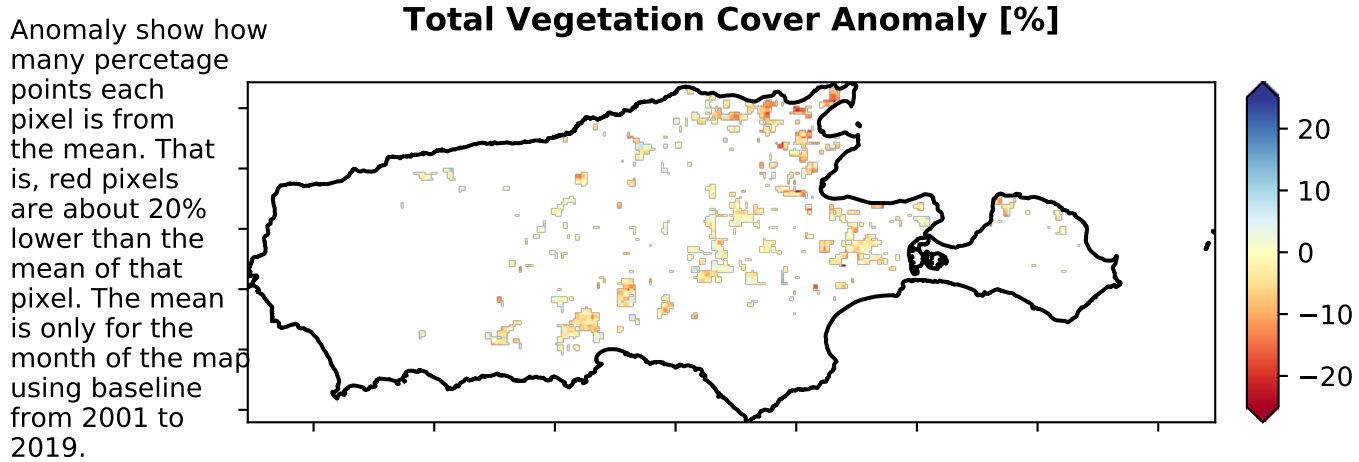 Total Vegetation Cover Anomaly [%]
Anomaly show how
many percetage
points each
pixel is from
the mean. That
is, red pixels
are about 20%
lower than the
mean of that
pixel. The mean
is only for the
month of the map
using baseline
from 2001 to
2019.
20
10
0
−10
−20